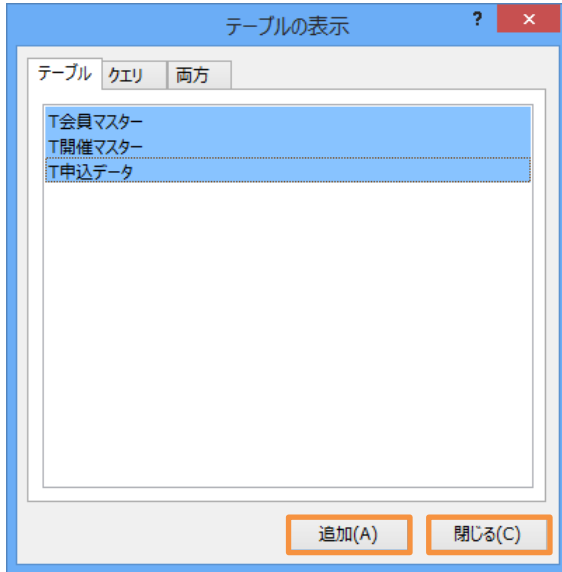 テーブルの表示
?
×
テーブル クエリ 両方
T会員マスター
T開催マスター
T申込データ
追加(A) 閉じる(C)